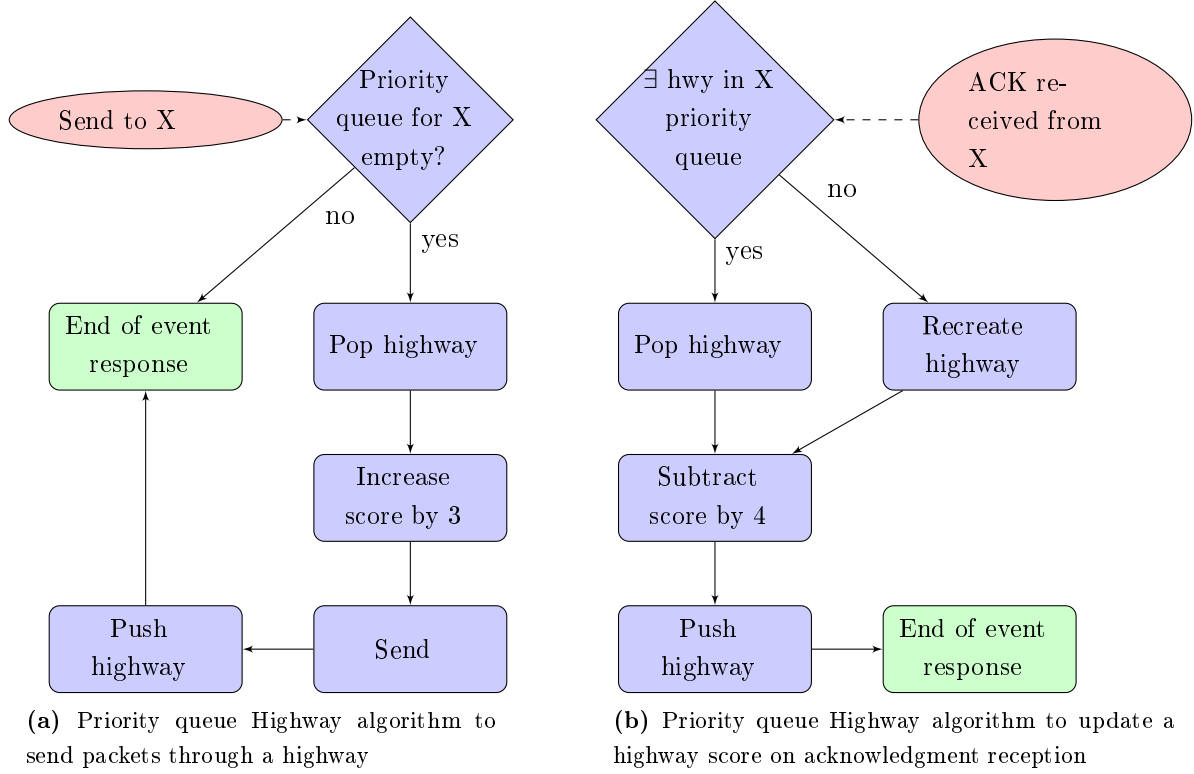 Send to X
Priority
queue for X
empty?
no
yes
End of event
response
Pop highway
Increase
score by 3
Push
highway
Send
(a) Priority queue Highway algorithm to
send packets through a highway
∃ hwy in X
priority
queue
ACK re-
ceived from
X
no
yes
Pop highway
Recreate
highway
Subtract
score by 4
Push
highway
End of event
response
(b) Priority queue Highway algorithm to update a
highway score on acknowledgment reception